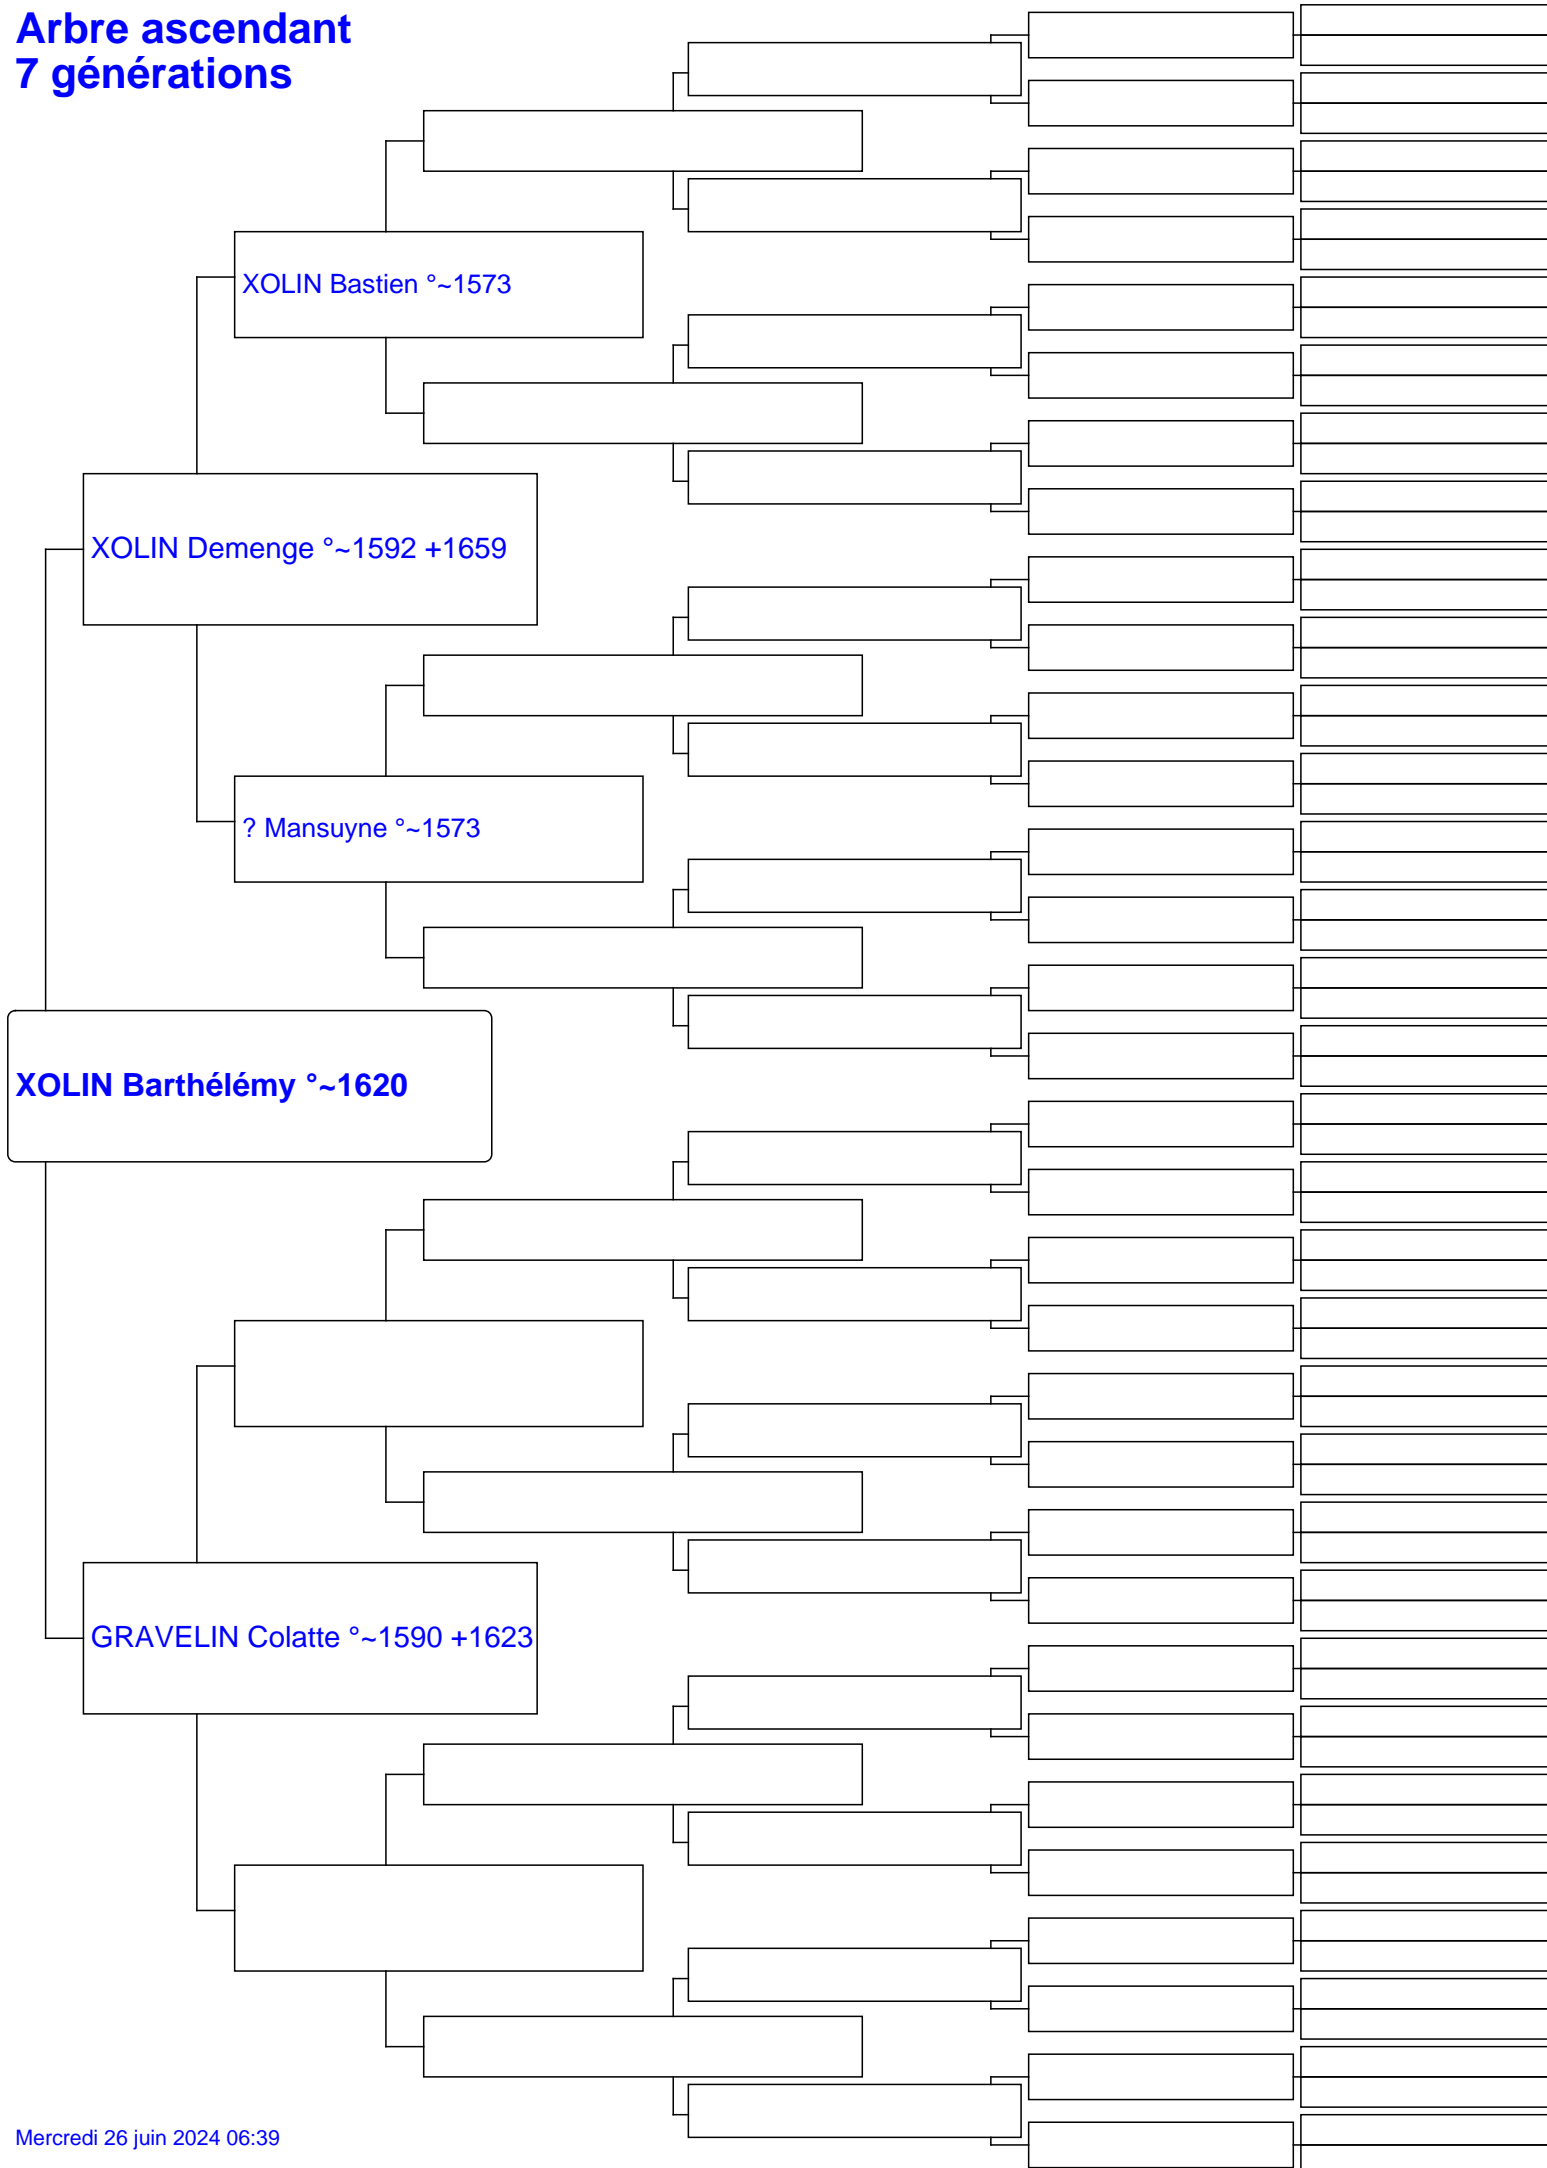 Arbre ascendant
7 générations
XOLIN Bastien °~1573
XOLIN Demenge °~1592 +1659
? Mansuyne °~1573
XOLIN Barthélémy °~1620
GRAVELIN Colatte °~1590 +1623
Mercredi 26 juin 2024 06:39